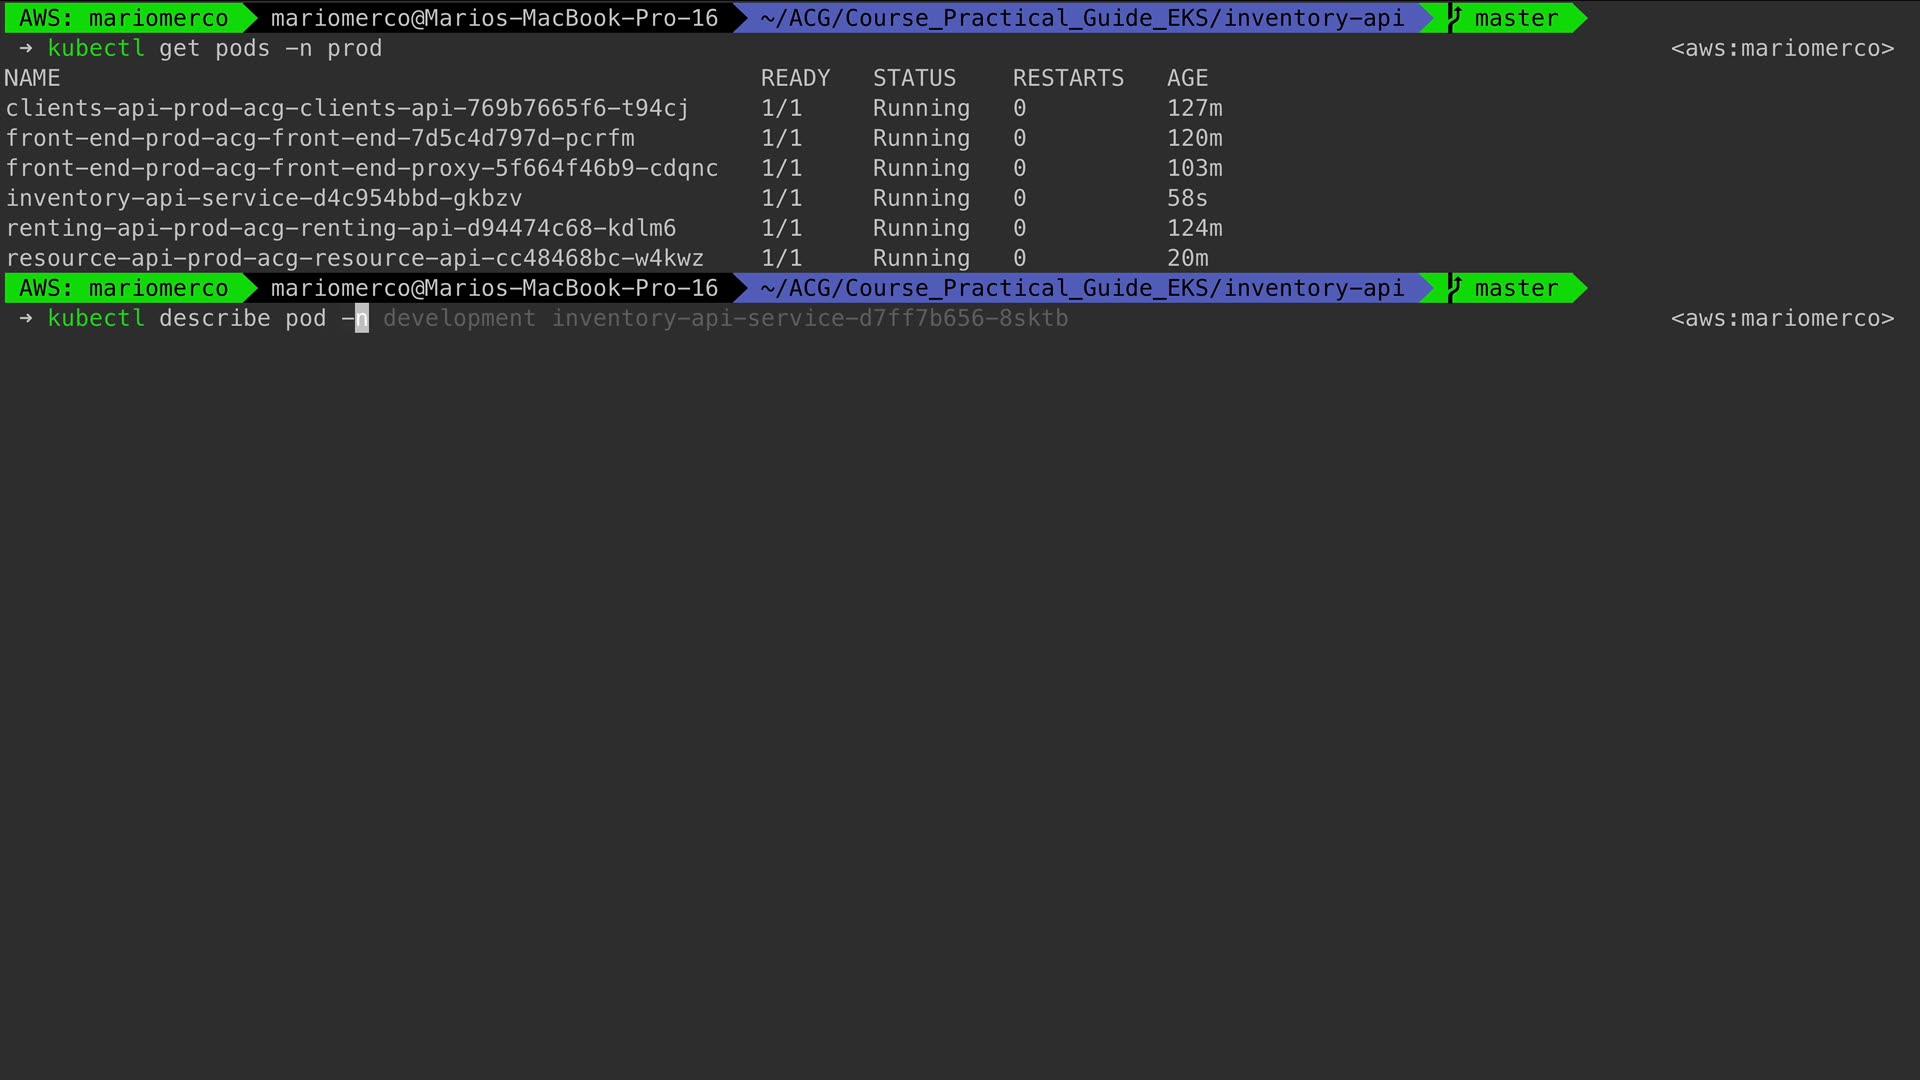 AWS: mariomerco mariomerco@Marios-MacBook-Pro-16 ~/ACG/Course_Practical_Guide_EKS/inventory-api master
→ kubectl get pods -n prod <aws:mariomerco>
NAME READY STATUS RESTARTS AGE
clients-api-prod-acg-clients-api-769b7665f6-t94cj 1/1 Running 0 127m
front-end-prod-acg-front-end-7d5c4d797d-pcrfm 1/1 Running 0 120m
front-end-prod-acg-front-end-proxy-5f664f46b9-cdqnc 1/1 Running 0 103m
inventory-api-service-d4c954bbd-gkbzv 1/1 Running 0 58s
renting-api-prod-acg-renting-api-d94474c68-kdlm6 1/1 Running 0 124m
resource-api-prod-acg-resource-api-cc48468bc-w4kwz 1/1 Running 0 20m
AWS: mariomerco mariomerco@Marios-MacBook-Pro-16 ~/ACG/Course_Practical_Guide_EKS/inventory-api master
→ kubectl describe pod -n development inventory-api-service-d7ff7b656-8sktb <aws:mariomerco>